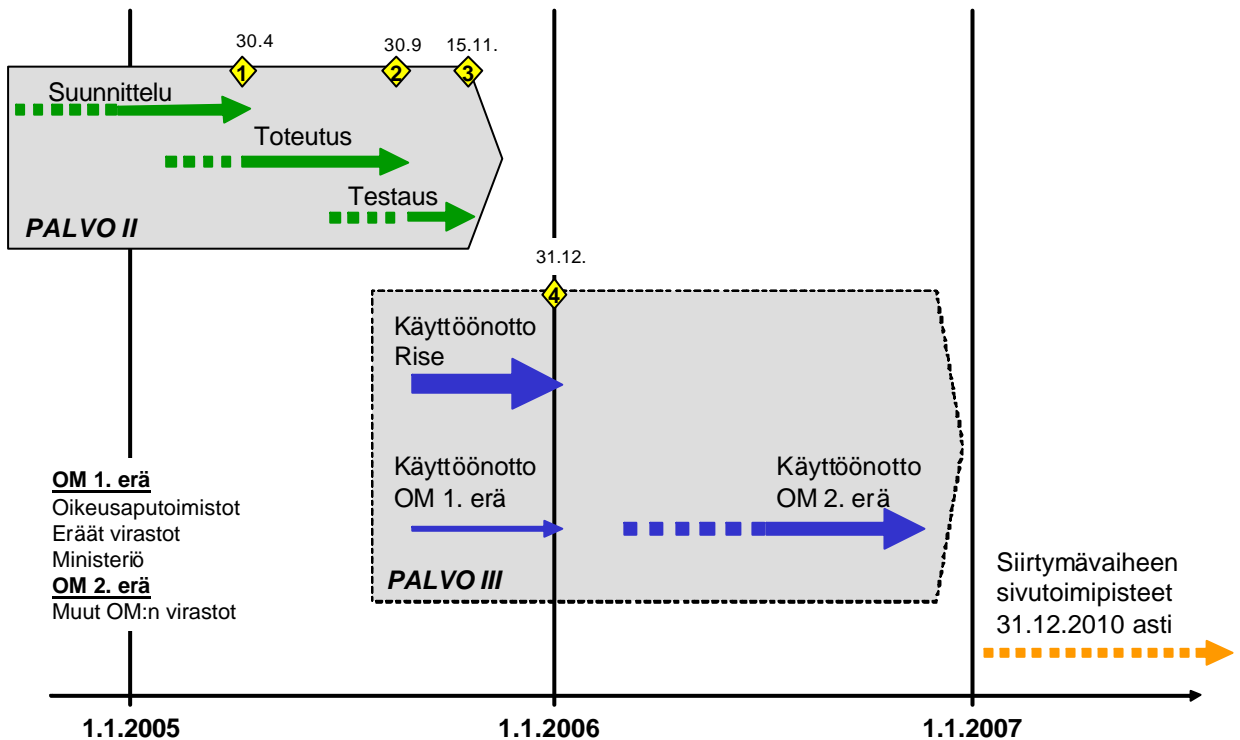 30.4
30.9
15.11.
1
2
3
Suunnittelu
Toteutus
Testaus
PALVO II
31.12.
4
Käyttöönotto
Rise
Käyttöönotto
OM 1. erä
Käyttöönotto
OM 2. erä
PALVO III
OM 1. erä
Oikeusaputoimistot
Eräät virastot
Ministeriö
OM 2. erä
Muut OM:n virastot
Siirtymävaiheen
sivutoimipisteet
31.12.2010 asti
1.1.2005
1.1.2006
1.1.2007